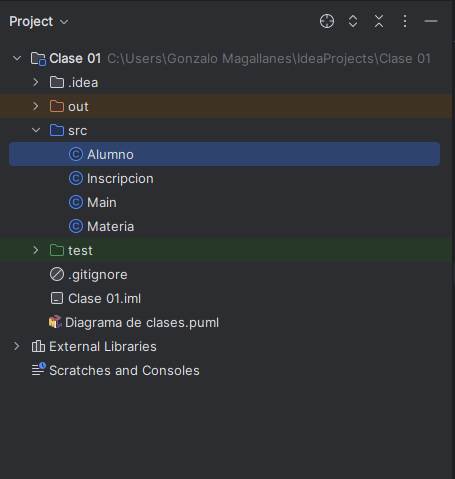 Project
Clase 01 C:\Users\Gonzalo Magallanes\IdeaProjects\Clase 01
.idea
out
src
C Alumno
C Inscripcion
C Main
C Materia
test
.gitignore
Clase 01.iml
Diagrama de clases.puml
External Libraries
Scratches and Consoles